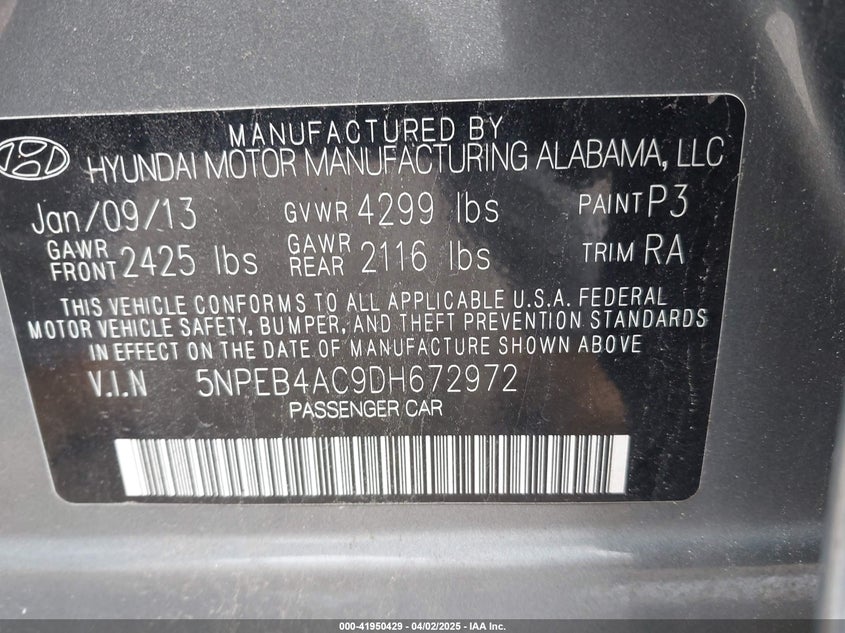 MANUFACTURED BY
HYUNDAI MOTOR MANUFACTURING ALABAMA, LLC
Jan/09/13 GVWR 4299 lbs PAINT P3
GAWR FRONT 2425 lbs GAWR REAR 2116 lbs TRIM RA
THIS VEHICLE CONFORMS TO ALL APPLICABLE U.S.A. FEDERAL
MOTOR VEHICLE SAFETY, BUMPER, AND THEFT PREVENTION STANDARDS
IN EFFECT ON THE DATE OF MANUFACTURE SHOWN ABOVE
V.I.N 5NPEB4AC9DH672972
PASSENGER CAR
000-41950429 - 04/02/2025 - IAA Inc.